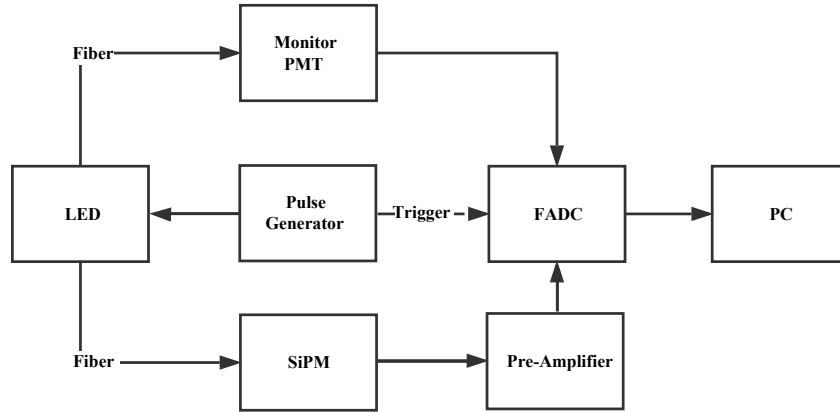 Fiber
Monitor
PMT
LED
Pulse
Generator
Trigger
FADC
PC
Fiber
SiPM
Pre-Amplifier